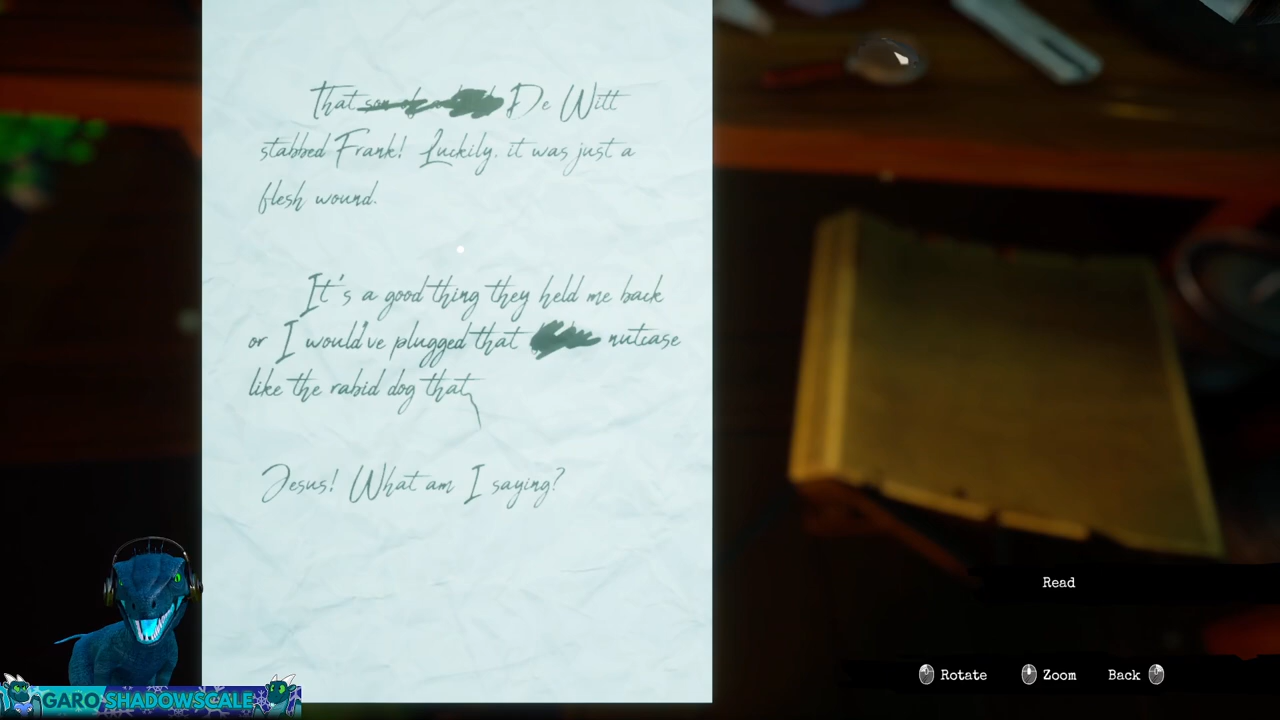 That son of a De Witt
stabbed Frank! Luckily, it was just a
flesh wound.
It's a good thing they held me back
or I would've plugged that nutcase
like the rabid dog that
Jesus! What am I saying?
Read
Rotate
Zoom
Back
GARO SHADOWSCALE